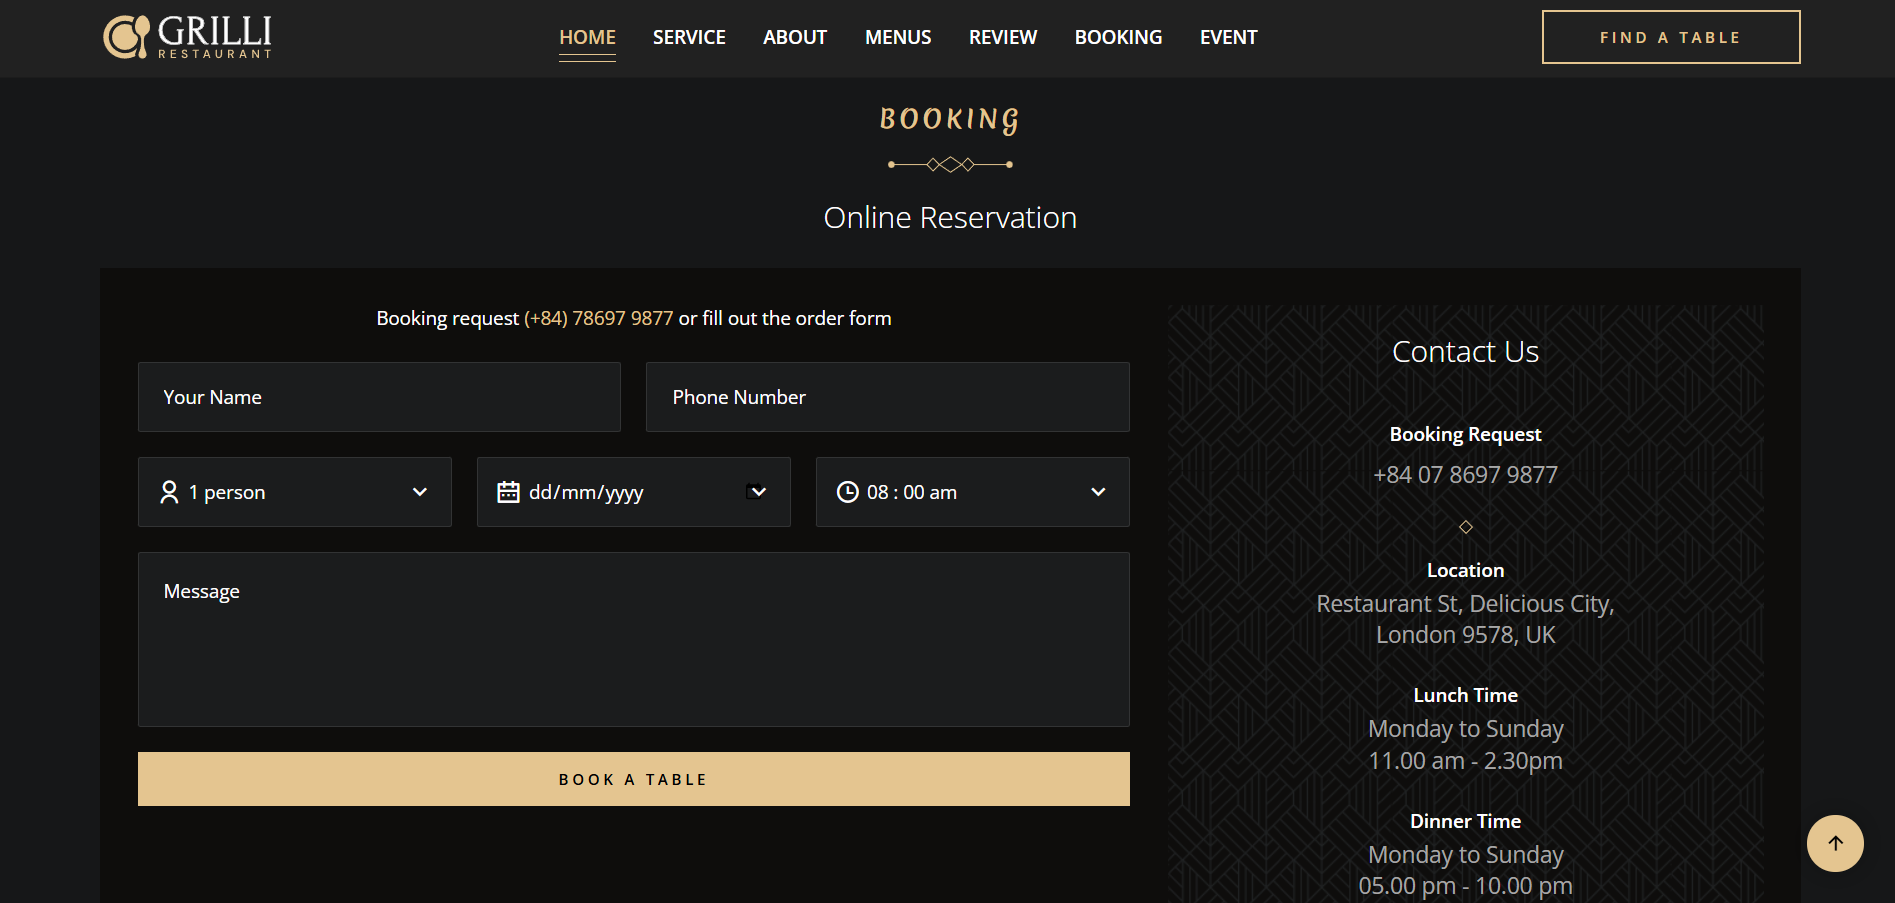 GRILLI
RESTAURANT
HOME SERVICE ABOUT MENUS REVIEW BOOKING EVENT
FIND A TABLE
BOOKING
Online Reservation
Booking request (+84) 78697 9877 or fill out the order form
Your Name
Phone Number
1 person
dd/mm/yyyy
08 : 00 am
Message
BOOK A TABLE
Contact Us
Booking Request
+84 07 8697 9877
Location
Restaurant St, Delicious City,
London 9578, UK
Lunch Time
Monday to Sunday
11.00 am - 2.30pm
Dinner Time
Monday to Sunday
05.00 pm - 10.00 pm